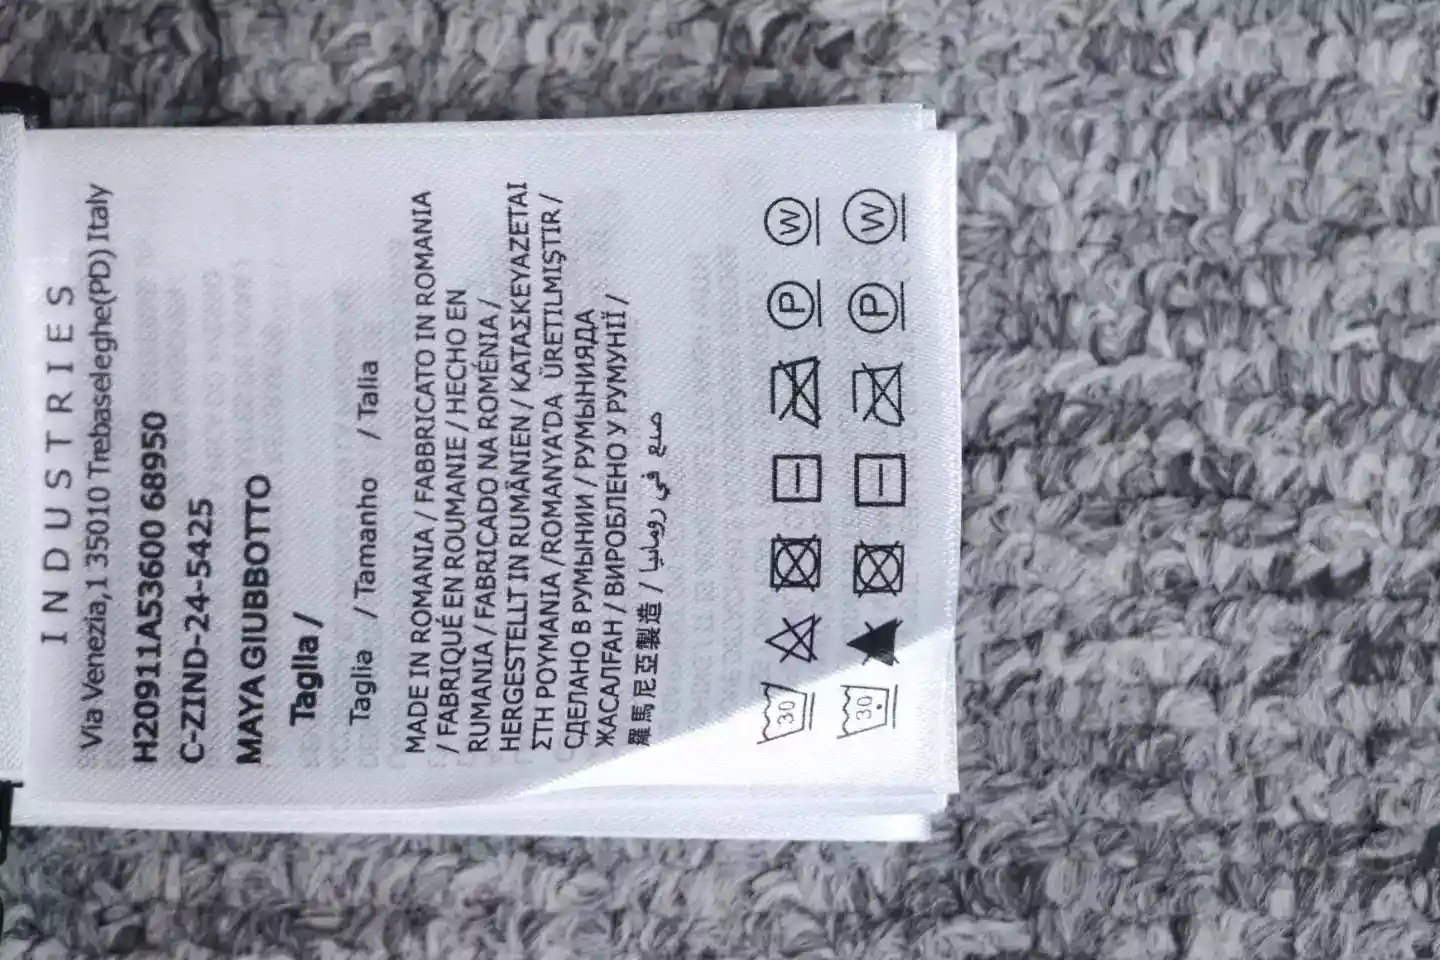 INDUSTRIES
Via Venezia,1 35010 Trebaseleghe(PD) Italy
H20911A53600 68950
C-ZIND-24-5425
MAYA GIUBBOTTO
Taglla /
Taglia / Tamanho / Talia
MADE IN ROMANIA / FABBRICATO IN ROMANIA
/ FABRIQUÉ EN ROUMANIE / HECHO EN
RUMANIA / FABRICADO NA ROMÉNIA /
HERGESTELLT IN RUMÄNIEN / ΚΑΤΑΣΚΕΥΑΖΕΤΑΙ
ΣΤΗ ΡΟΥΜΑΝΙΑ /ROMANYA'DA ÜRETILMIŞTIR /
СДЕЛАНО В РУМЫНИИ / РУМЫНИЯДА
ЖАСАЛҒАН / ВИРОБЛЕНО У РУМУНІЇ /
羅馬尼亞製造 / صنع في رومانيا
30 P W
30 P W